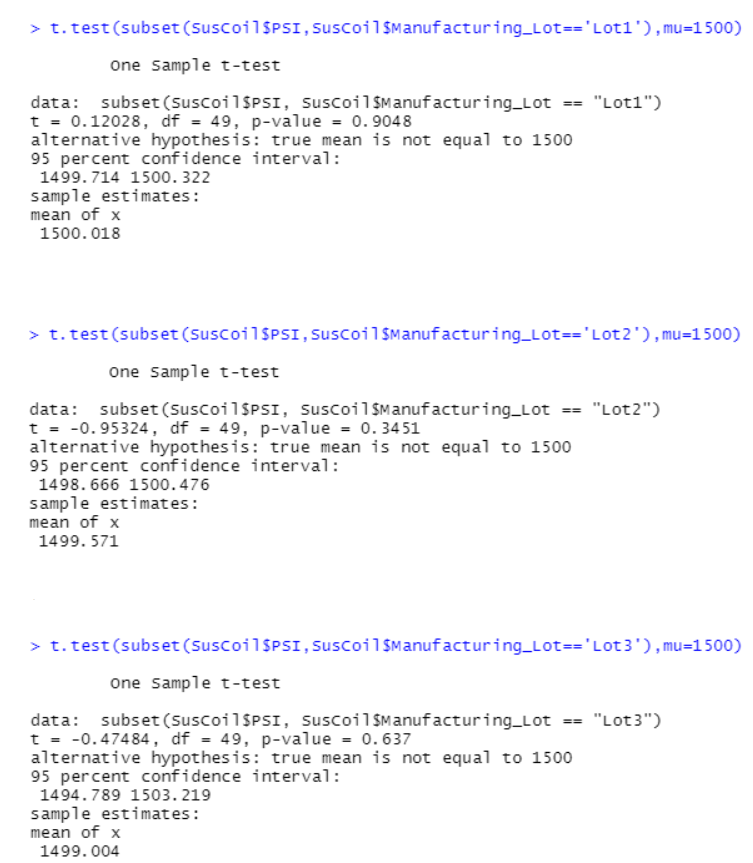 > t.test(subset(SusCoil$PSI,SusCoil$Manufacturing_Lot=='Lot1'),mu=1500)
One Sample t-test
data:  subset(SusCoil$PSI, SusCoil$Manufacturing_Lot == "Lot1")
t = 0.12028, df = 49, p-value = 0.9048
alternative hypothesis: true mean is not equal to 1500
95 percent confidence interval:
1499.714 1500.322
sample estimates:
mean of x
1500.018
> t.test(subset(SusCoil$PSI,SusCoil$Manufacturing_Lot=='Lot2'),mu=1500)
One Sample t-test
data:  subset(SusCoil$PSI, SusCoil$Manufacturing_Lot == "Lot2")
t = -0.95324, df = 49, p-value = 0.3451
alternative hypothesis: true mean is not equal to 1500
95 percent confidence interval:
1498.666 1500.476
sample estimates:
mean of x
1499.571
> t.test(subset(SusCoil$PSI,SusCoil$Manufacturing_Lot=='Lot3'),mu=1500)
One Sample t-test
data:  subset(SusCoil$PSI, SusCoil$Manufacturing_Lot == "Lot3")
t = -0.47484, df = 49, p-value = 0.637
alternative hypothesis: true mean is not equal to 1500
95 percent confidence interval:
1494.789 1503.219
sample estimates:
mean of x
1499.004